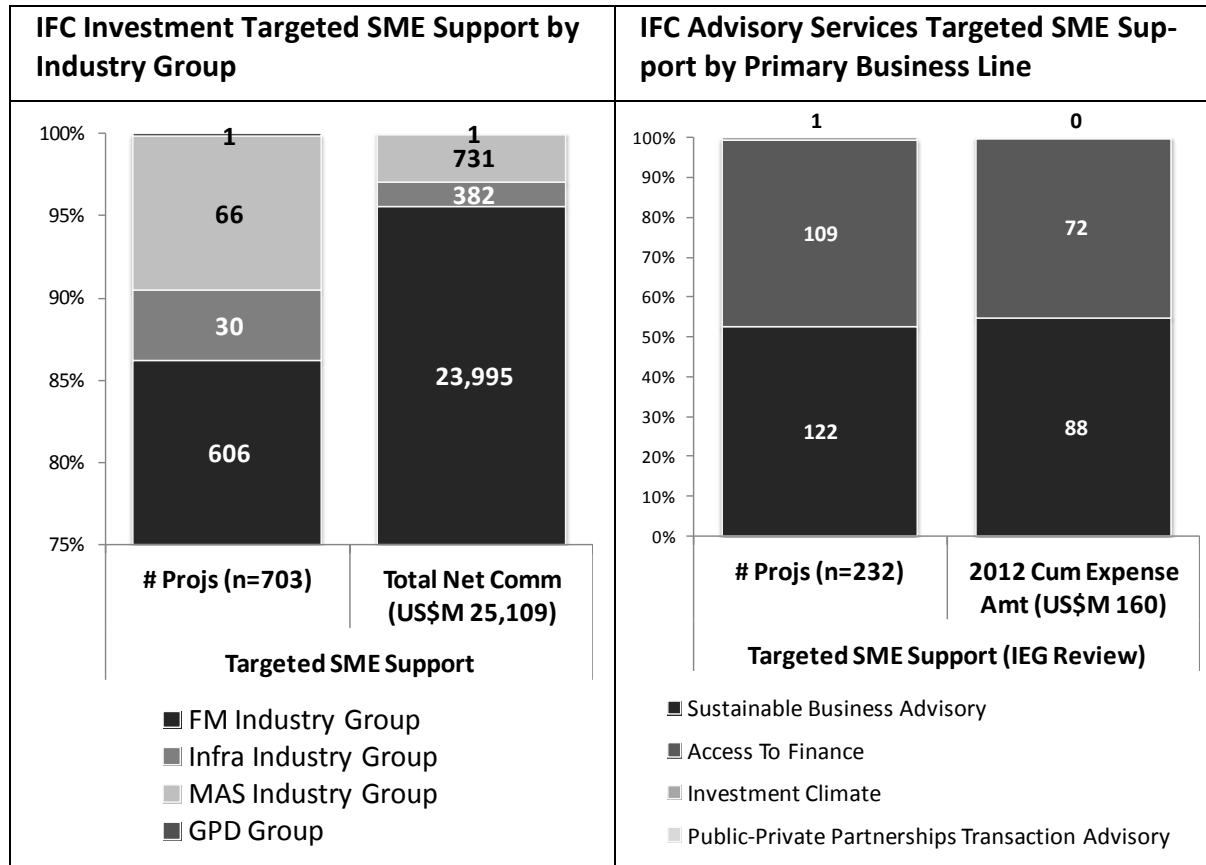 IFC Investment Targeted SME Support by
Industry Group
100%
95%
90%
85%
80%
75%
1
66
30
606
1
731
382
23,995
# Projs (n=703)
Total Net Comm
(US$M 25,109)
Targeted SME Support
FM Industry Group
Infra Industry Group
MAS Industry Group
GPD Group
IFC Advisory Services Targeted SME Sup-
port by Primary Business Line
100%
90%
80%
70%
60%
50%
40%
30%
20%
10%
0%
1
109
122
0
72
88
# Projs (n=232)
2012 Cum Expense
Amt (US$M 160)
Targeted SME Support (IEG Review)
Sustainable Business Advisory
Access To Finance
Investment Climate
Public-Private Partnerships Transaction Advisory